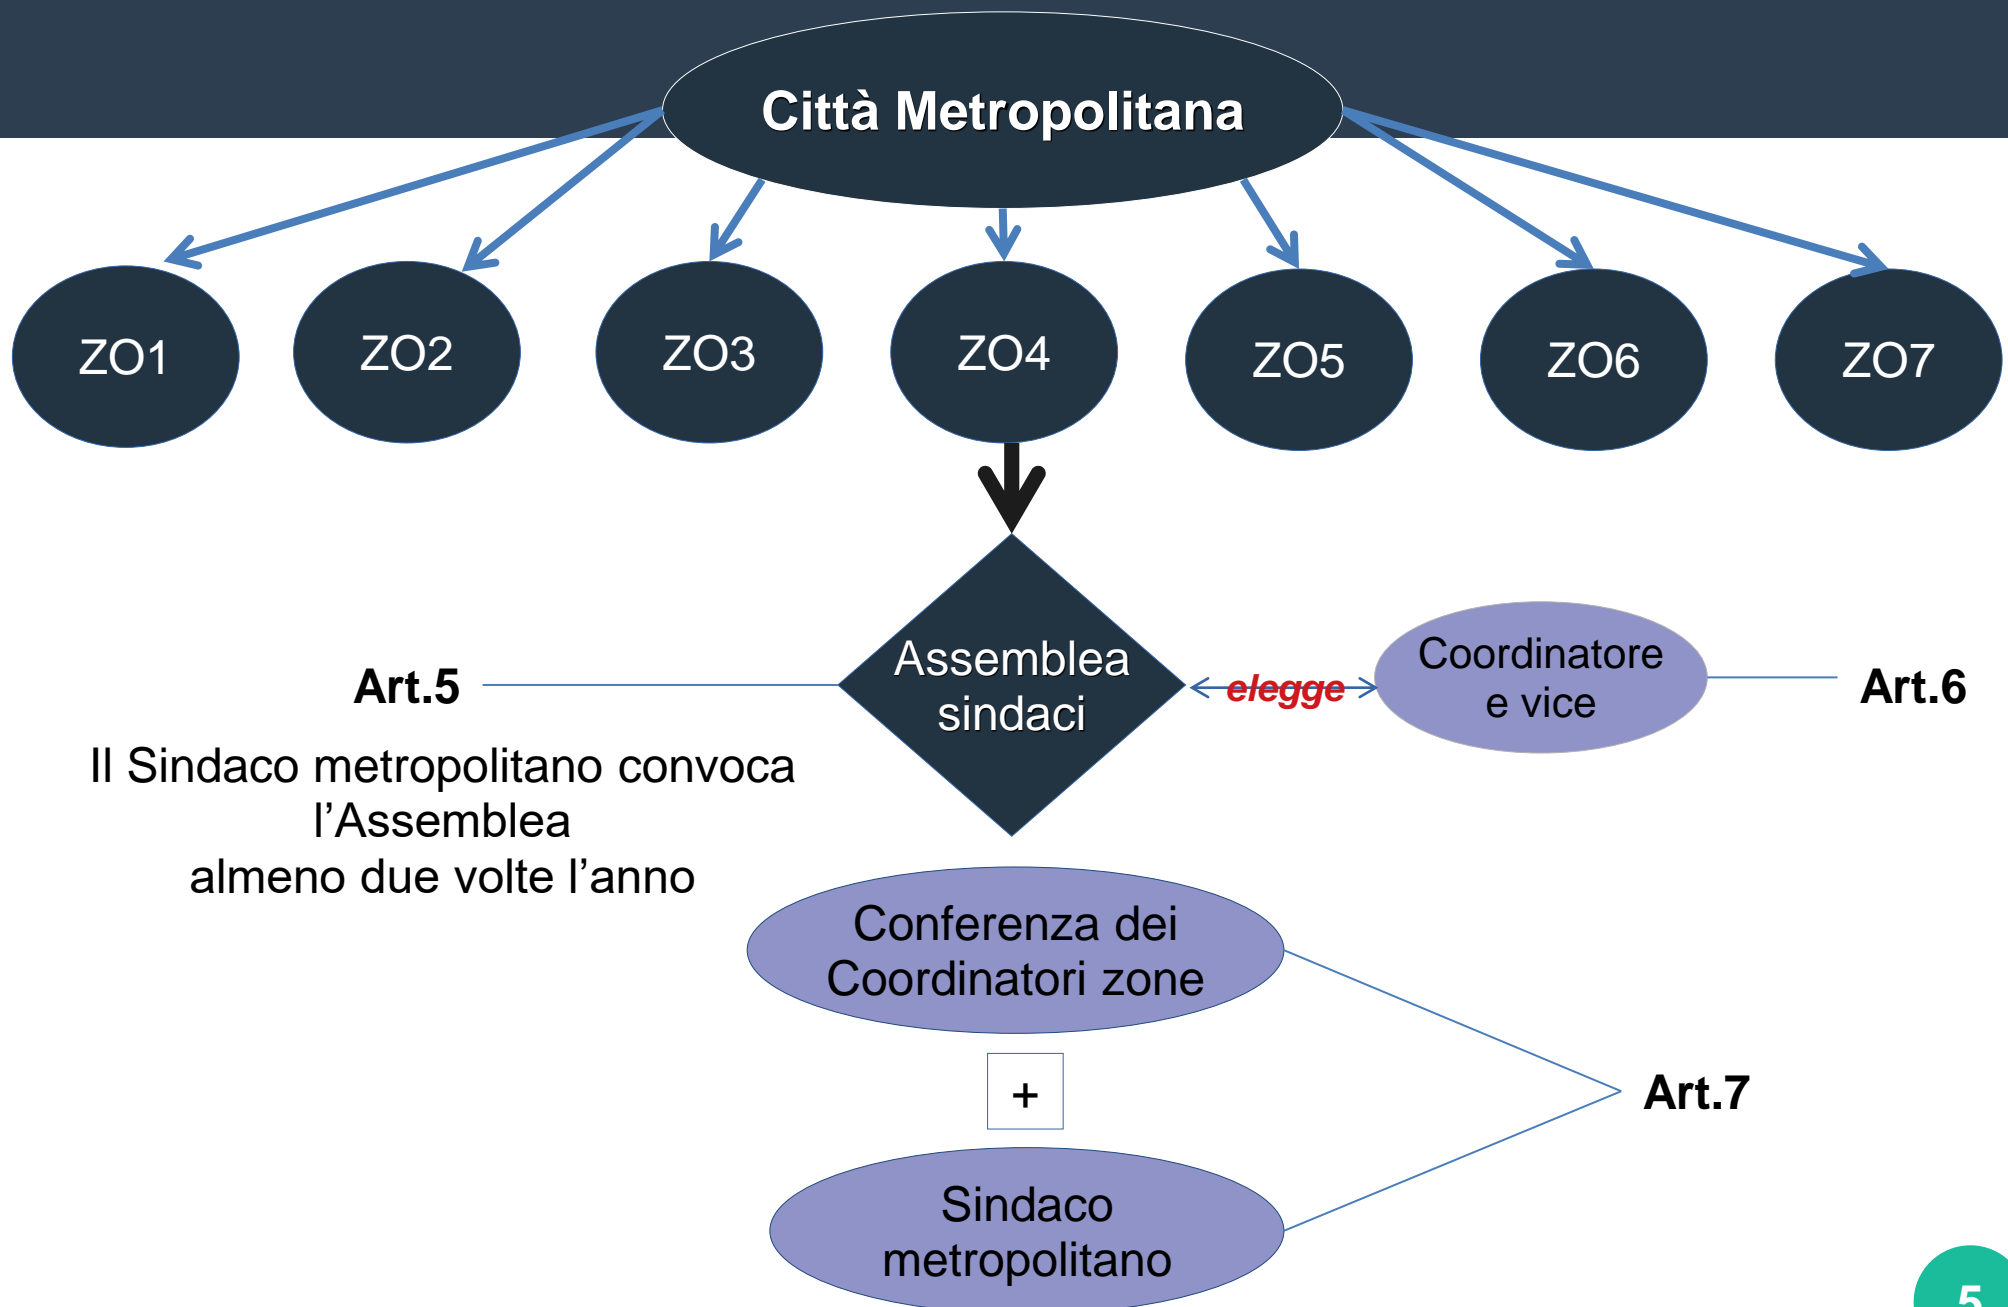 Città Metropolitana
ZO1
ZO2
ZO3
ZO4
ZO5
ZO6
ZO7
Assemblea
sindaci
elegge
Coordinatore
e vice
Art.6
Art.5
Il Sindaco metropolitano convoca
l’Assemblea
almeno due volte l’anno
Conferenza dei
Coordinatori zone
+
Art.7
Sindaco
metropolitano
5